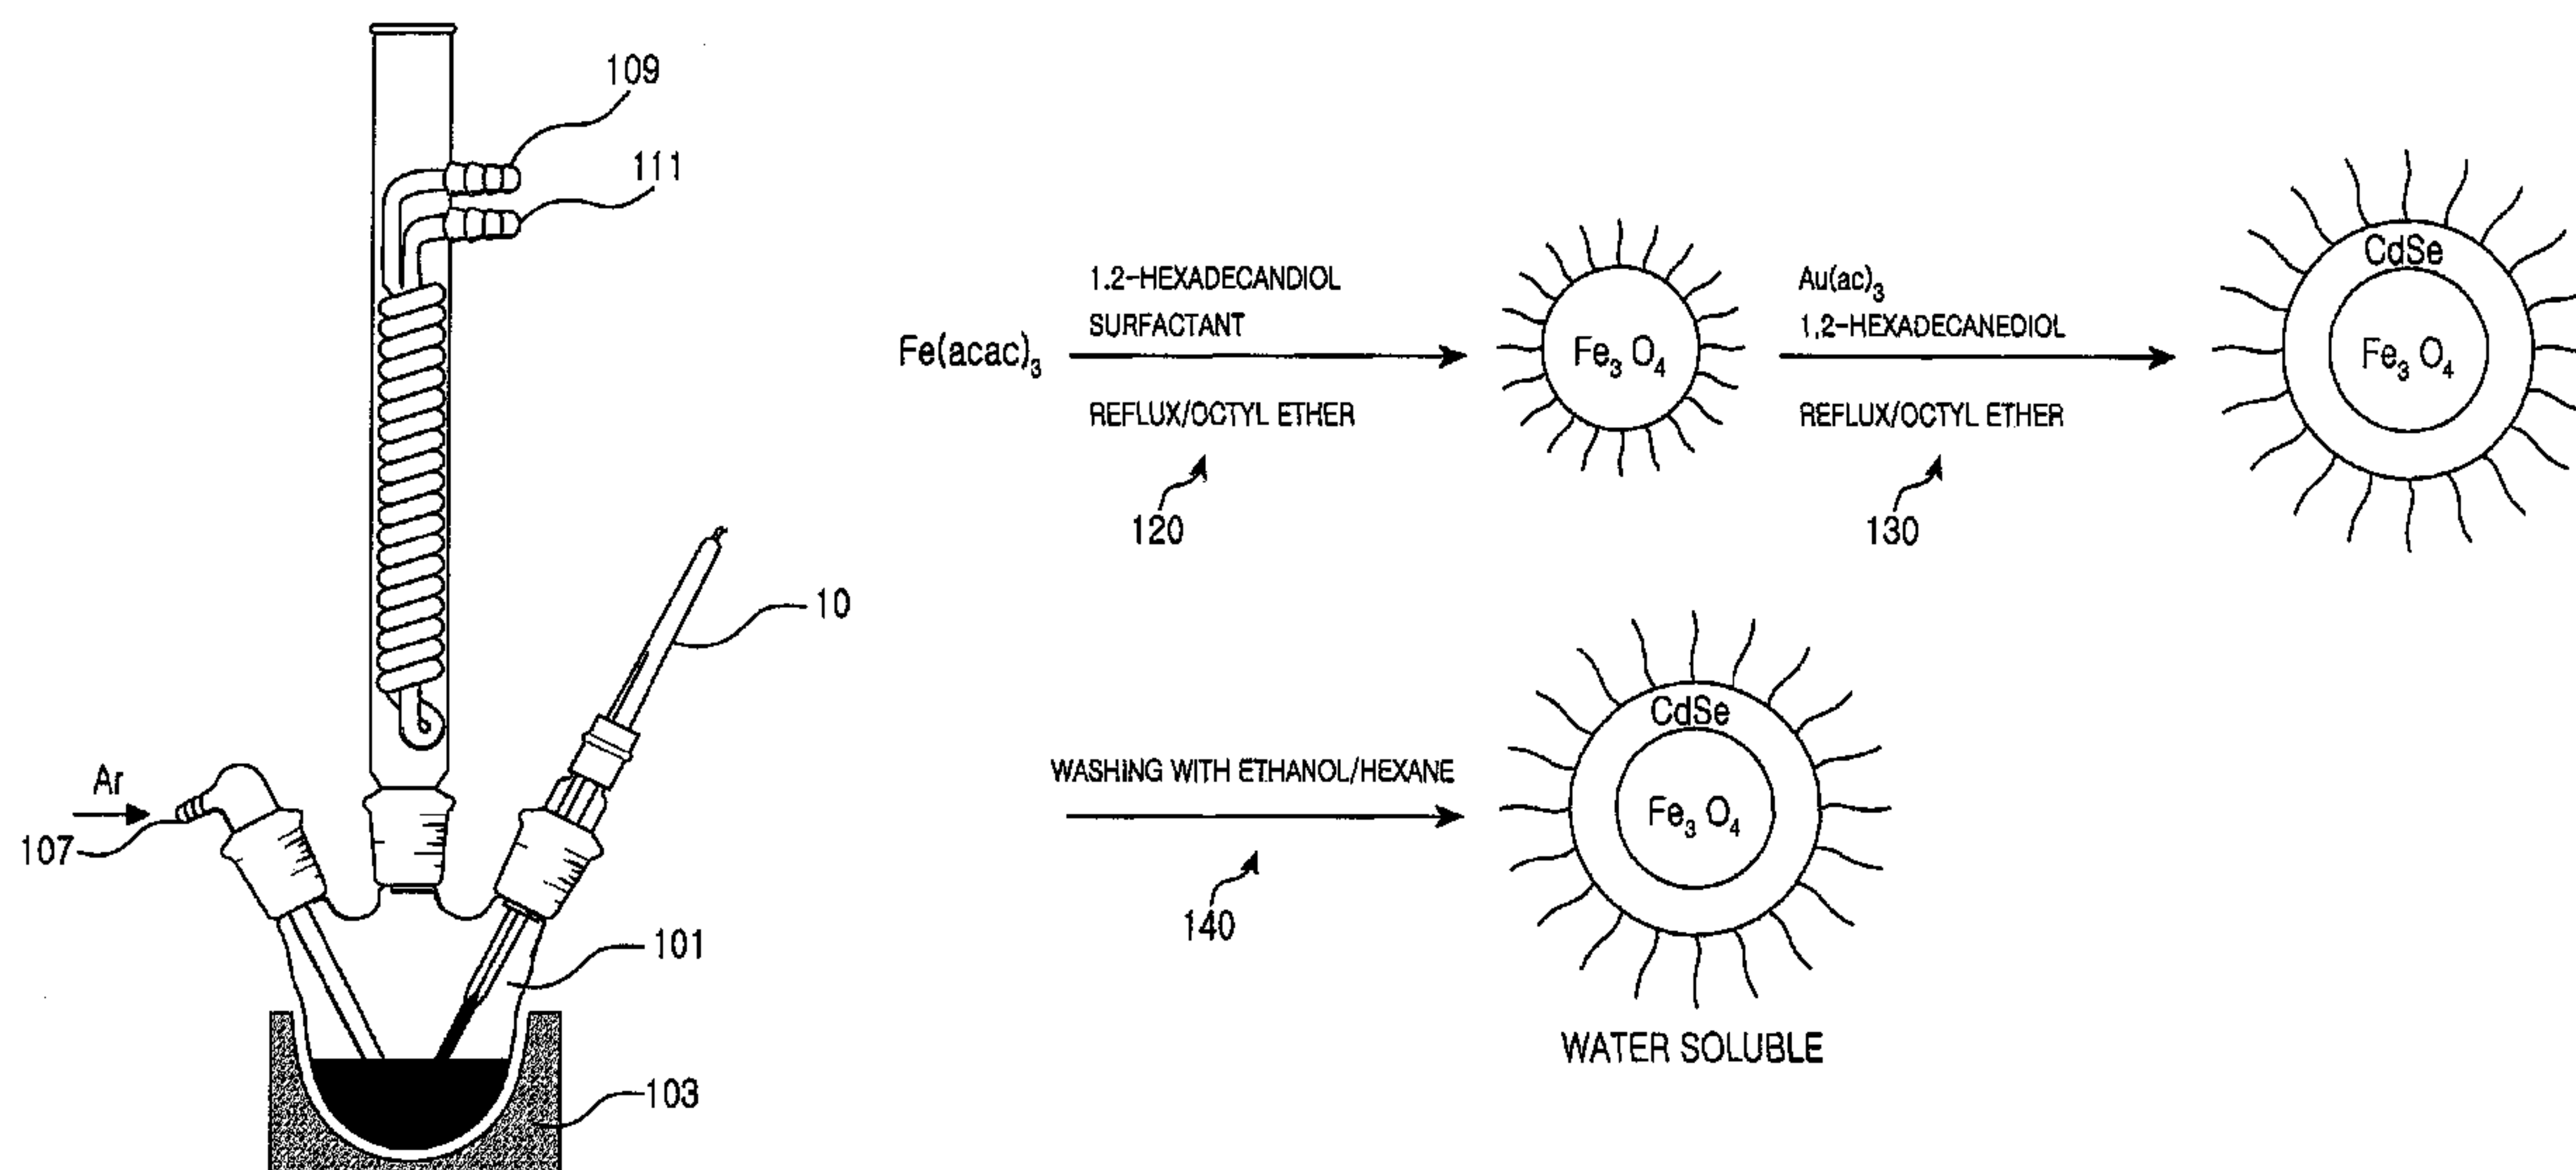 109
111
10
Ar
107
101
103
Fe(acac)₃
1.2-HEXADECANDIOL
SURFACTANT
REFLUX/OCTYL ETHER
120
Fe₃ O₄
Au(ac)₃
1,2-HEXADECANEDIOL
REFLUX/OCTYL ETHER
130
CdSe
Fe₃ O₄
WASHING WITH ETHANOL/HEXANE
140
CdSe
Fe₃ O₄
WATER SOLUBLE